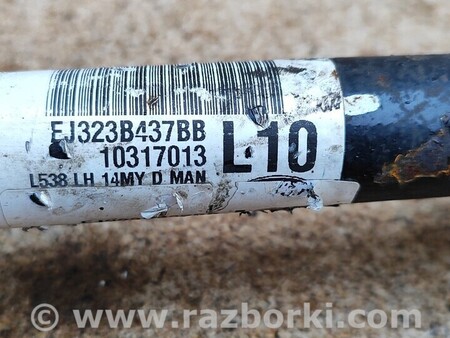 EJ323B437BB
10317013
L10
L538 LH 14MY D MAN
www.razborki.com